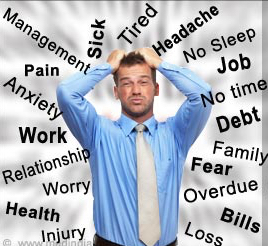 Management
Sick
Tired
Headache
No Sleep
Pain
Job
Anxiety
No time
Debt
Work
Family
Relationship
Fear
Worry
Overdue
Health
Bills
Injury
Loss